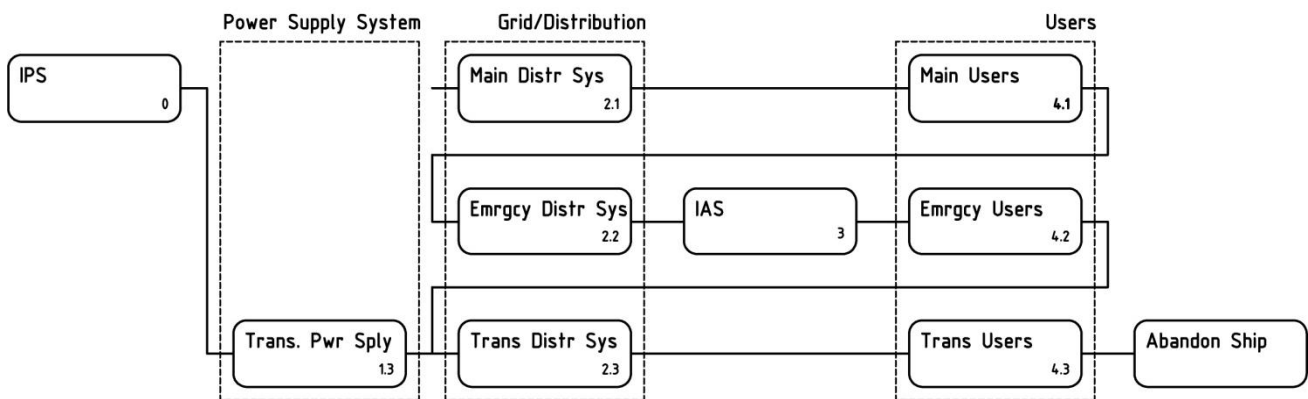 Power Supply System
Grid/Distribution
Users
IPS
0
Main Distr Sys
2.1
Main Users
4.1
Emrgcy Distr Sys
2.2
IAS
3
Emrgcy Users
4.2
Trans. Pwr Sply
1.3
Trans Distr Sys
2.3
Trans Users
4.3
Abandon Ship